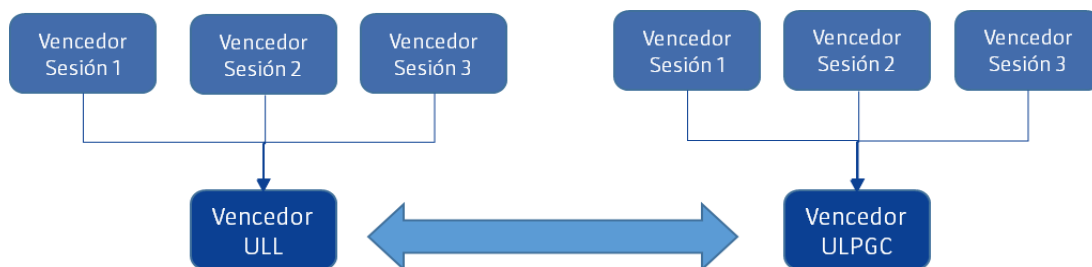 Vencedor
Sesión 1
Vencedor
Sesión 2
Vencedor
Sesión 3
Vencedor
Sesión 1
Vencedor
Sesión 2
Vencedor
Sesión 3
Vencedor
ULL
Vencedor
ULPGC